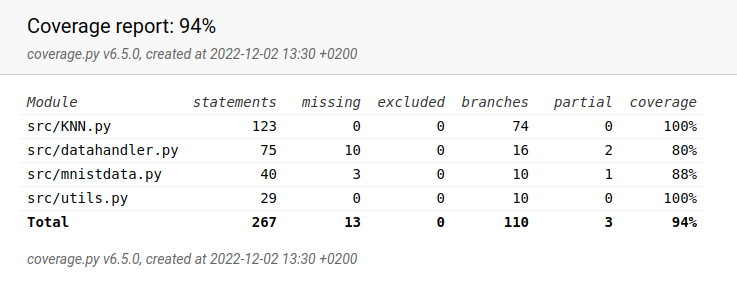 Coverage report: 94%
coverage.py v6.5.0, created at 2022-12-02 13:30 +0200
Module statements missing excluded branches partial coverage
src/KNN.py 123 0 0 74 0 100%
src/datahandler.py 75 10 0 16 2 80%
src/mnistdata.py 40 3 0 10 1 88%
src/utils.py 29 0 0 10 0 100%
Total 267 13 0 110 3 94%
coverage.py v6.5.0, created at 2022-12-02 13:30 +0200